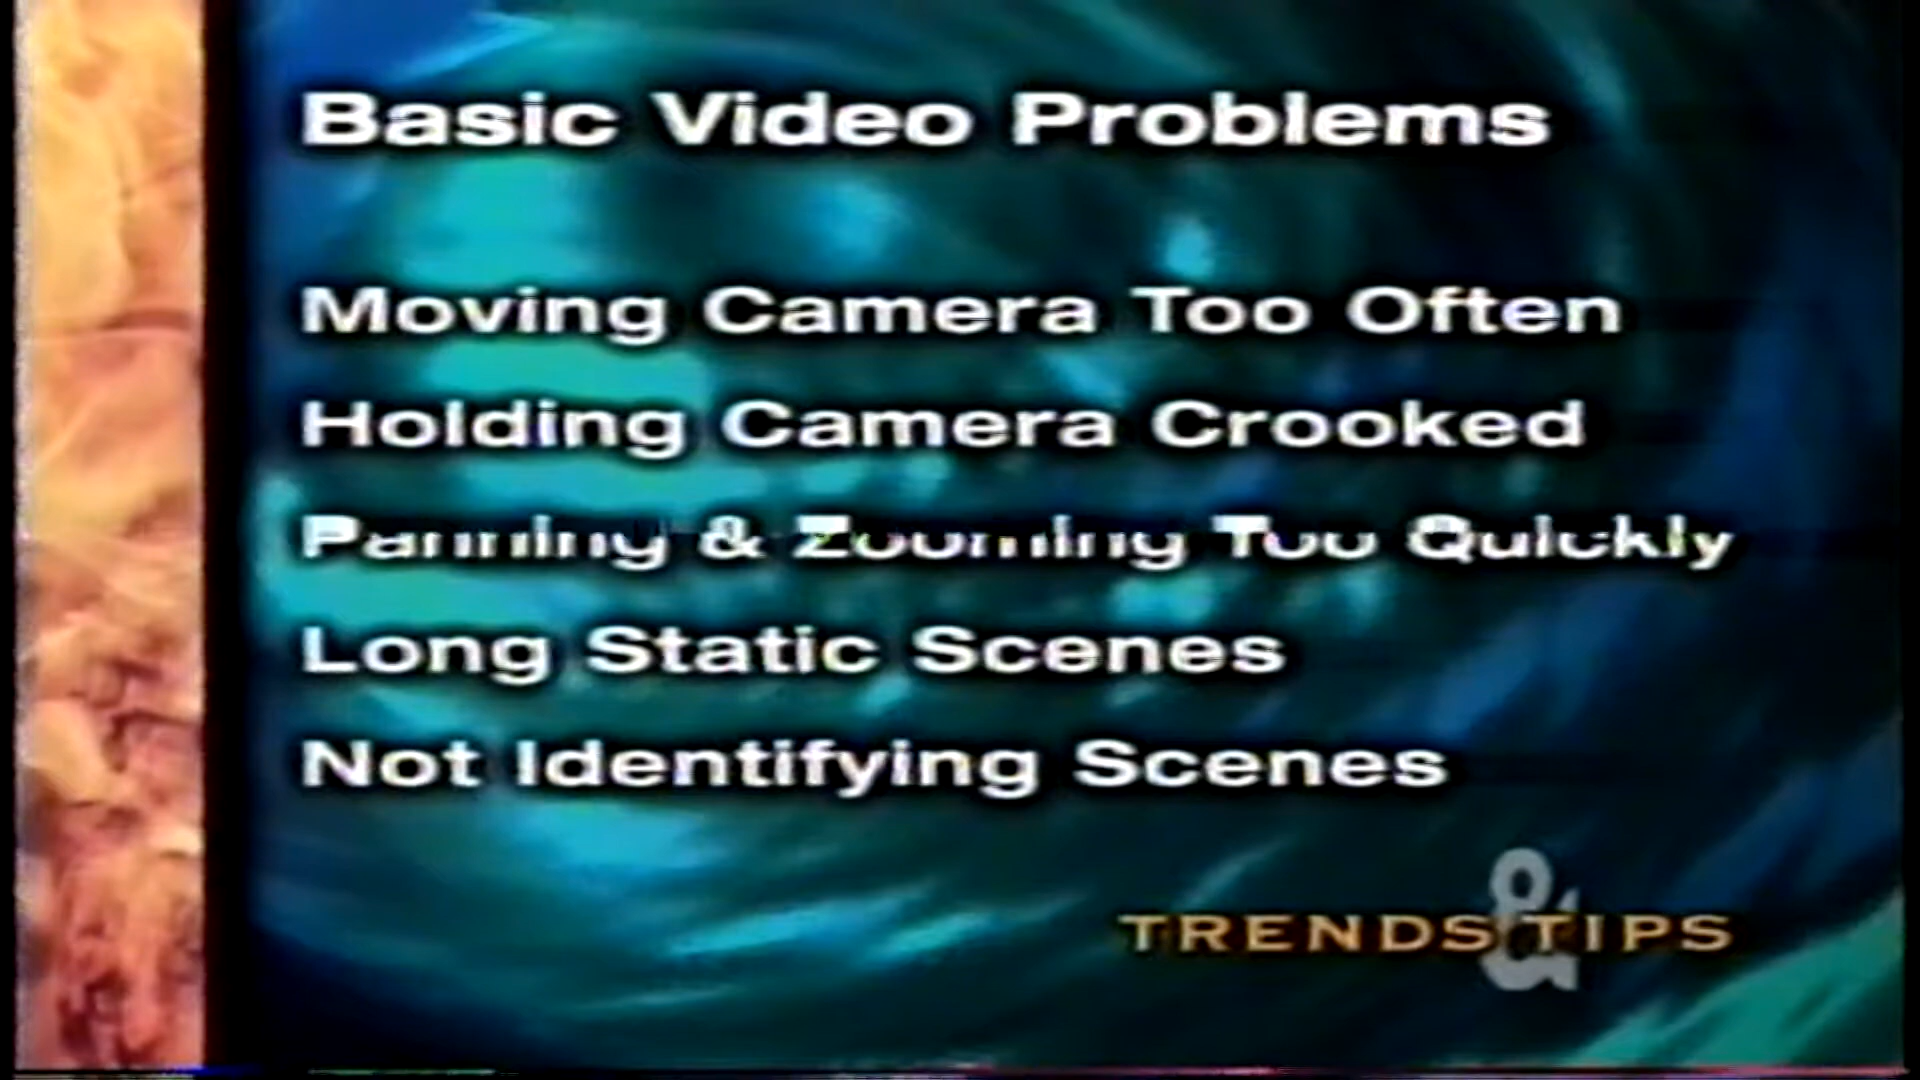 Basic Video Problems
Moving Camera Too Often
Holding Camera Crooked
Panning & Zooming Too Quickly
Long Static Scenes
Not Identifying Scenes
TRENDS & TIPS